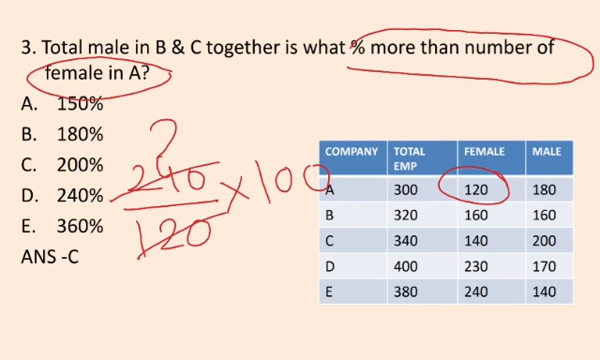 3. Total male in B & C together is what % more than number of
female in A?
A. 150%
B. 180%
C. 200%
D. 240%
E. 360%
ANS -C
?
240
120
×100
COMPANY TOTAL EMP FEMALE MALE
A 300 120 180
B 320 160 160
C 340 140 200
D 400 230 170
E 380 240 140